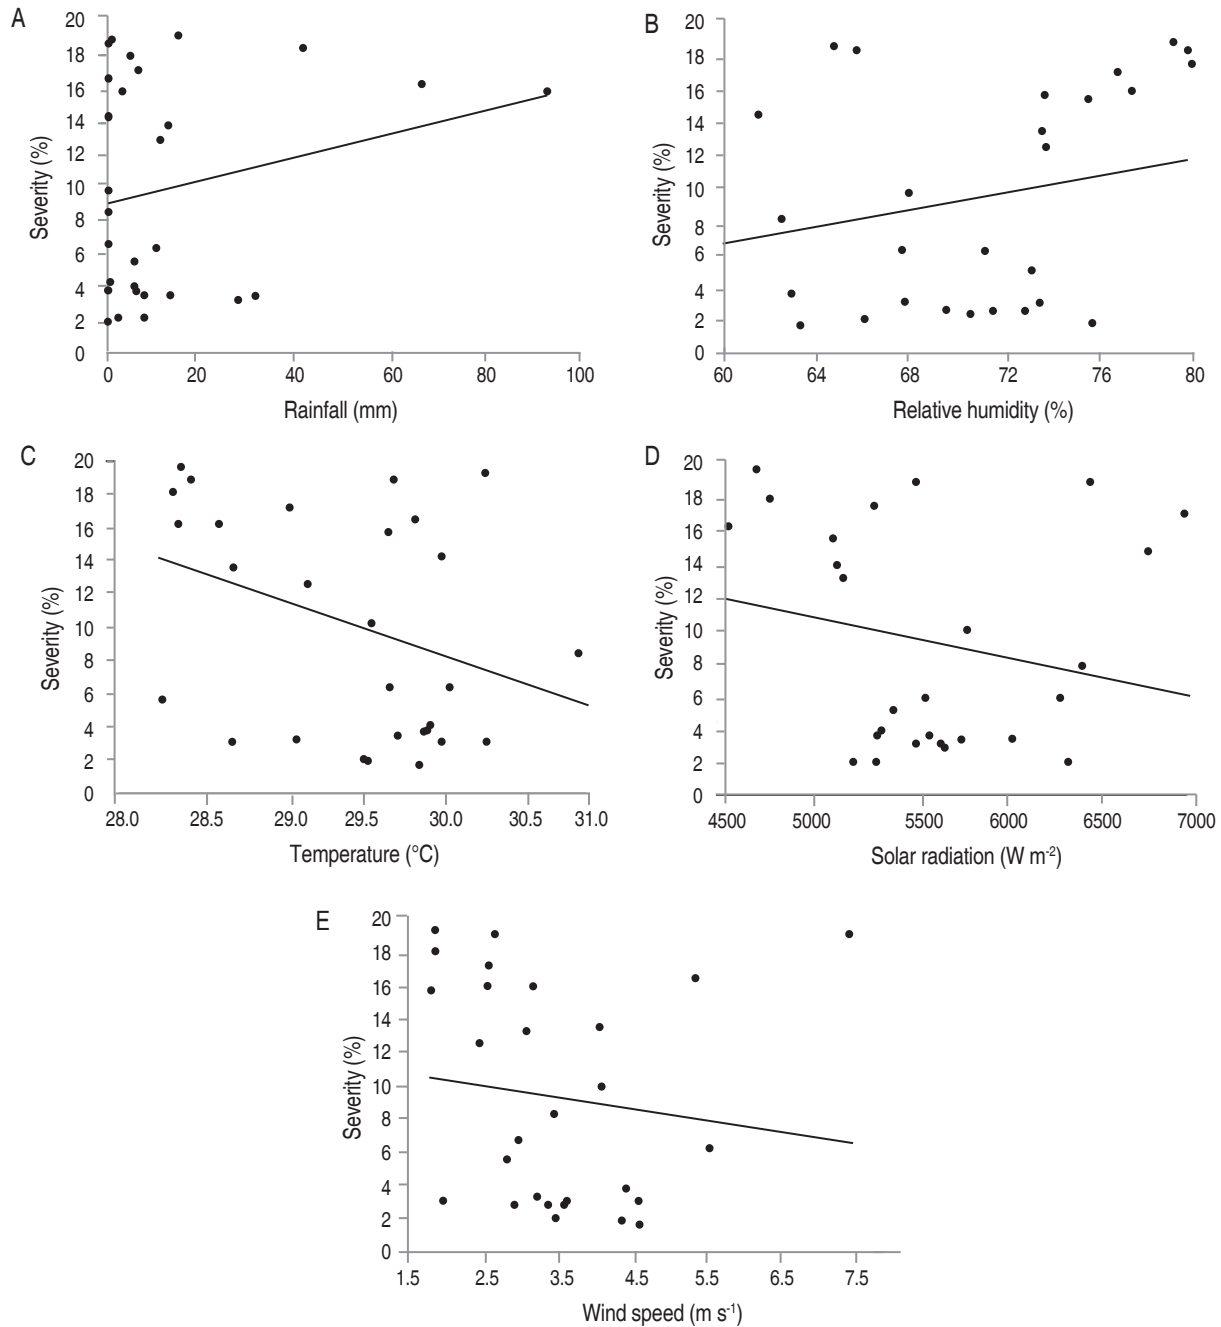 A
20
18
16
14
12
10
8
6
4
2
0
Severity (%)
0 20 40 60 80 100
Rainfall (mm)
B
20
18
16
14
12
10
8
6
4
2
0
Severity (%)
60 64 68 72 76 80
Relative humidity (%)
C
20
18
16
14
12
10
8
6
4
2
0
Severity (%)
28.0 28.5 29.0 29.5 30.0 30.5 31.0
Temperature (°C)
D
20
18
16
14
12
10
8
6
4
2
0
Severity (%)
4500 5000 5500 6000 6500 7000
Solar radiation (W m⁻²)
E
20
18
16
14
12
10
8
6
4
2
0
Severity (%)
1.5 2.5 3.5 4.5 5.5 6.5 7.5
Wind speed (m s⁻¹)